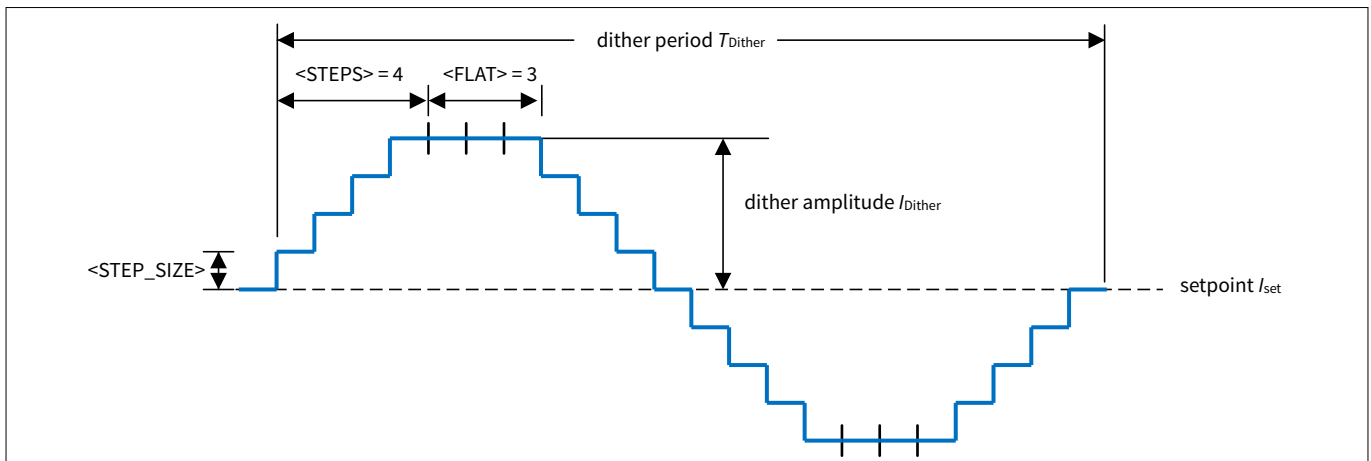 dither period TDither
<STEPS> = 4
<FLAT> = 3
dither amplitude IDither
<STEP_SIZE>
setpoint Iset